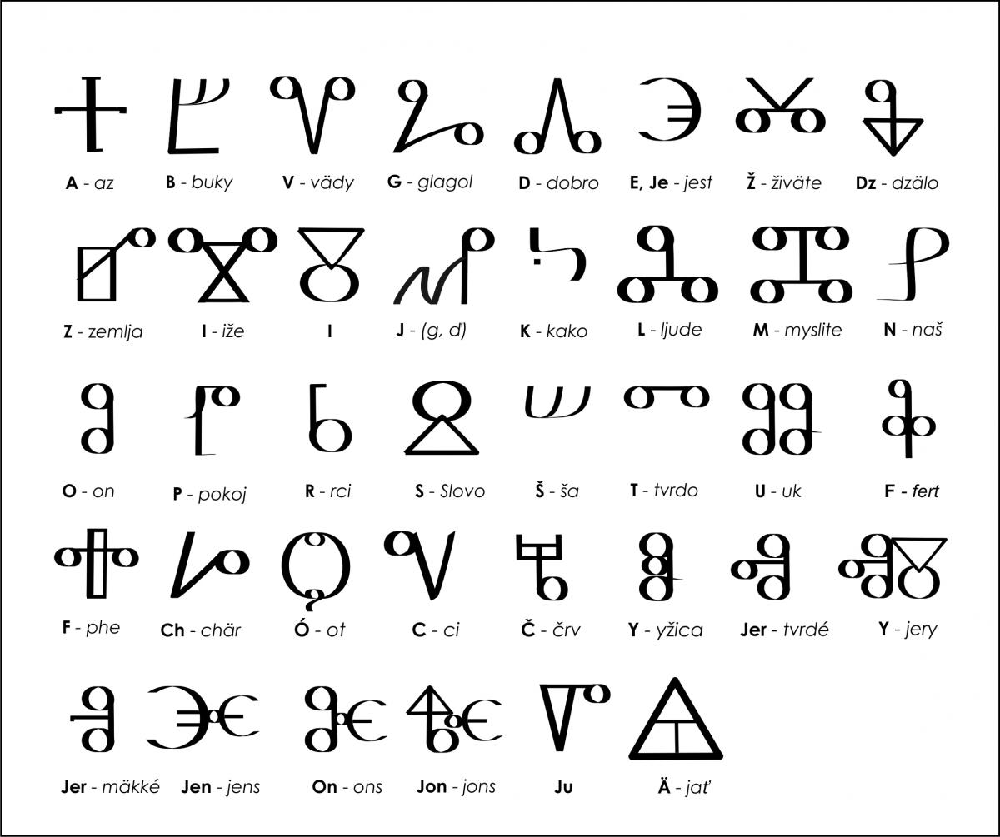 Ⰰ Ⰱ Ⰲ Ⰳ Ⰴ Ⰵ Ⰶ Ⰷ
A - az B - buky V - vädy G - glagol D - dobro E, Je - jest Ž - živäte Dz - dzälo
Ⰸ Ⰺ Ⰹ Ⰼ Ⰽ Ⰾ Ⰿ Ⱀ
Z - zemlja I - iže I J - (g, ď) K - kako L - ljude M - myslite N - naš
Ⱁ Ⱂ Ⱃ Ⱄ Ⱎ Ⱅ Ⱆ Ⱇ
O - on P - pokoj R - rci S - Slovo Š - ša T - tvrdo U - uk F - fert
Ⱚ Ⱈ Ⱉ Ⱌ Ⱍ Ⱛ Ⱏ ⰟⰉ
F - phe Ch - chär Ó - ot C - ci Č - črv Y - yžica Jer - tvrdé Y - jery
Ⱐ Ⱔ Ⱘ Ⱙ Ⱓ Ⱑ
Jer - mäkké Jen - jens On - ons Jon - jons Ju Ä - jať